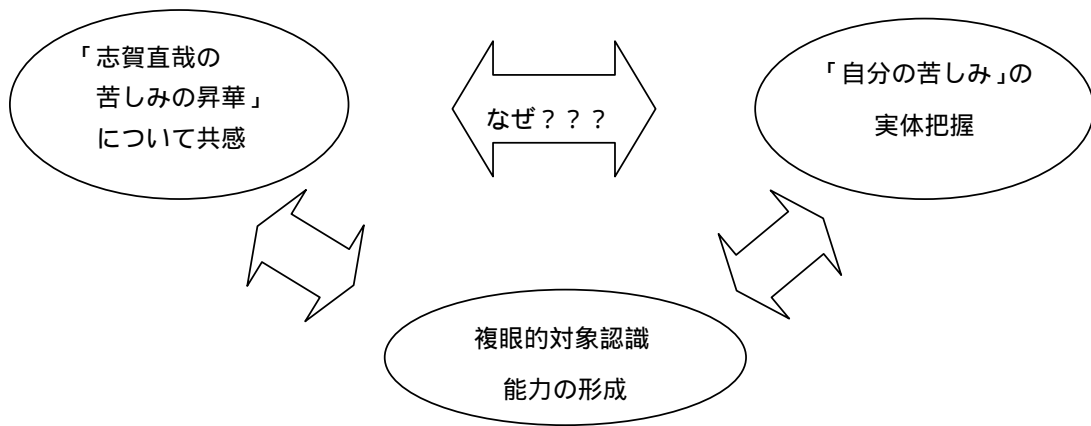 「志賀直哉の
苦しみの昇華」
について共感
なぜ？？？
「自分の苦しみ」の
実体把握
複眼的対象認識
能力の形成